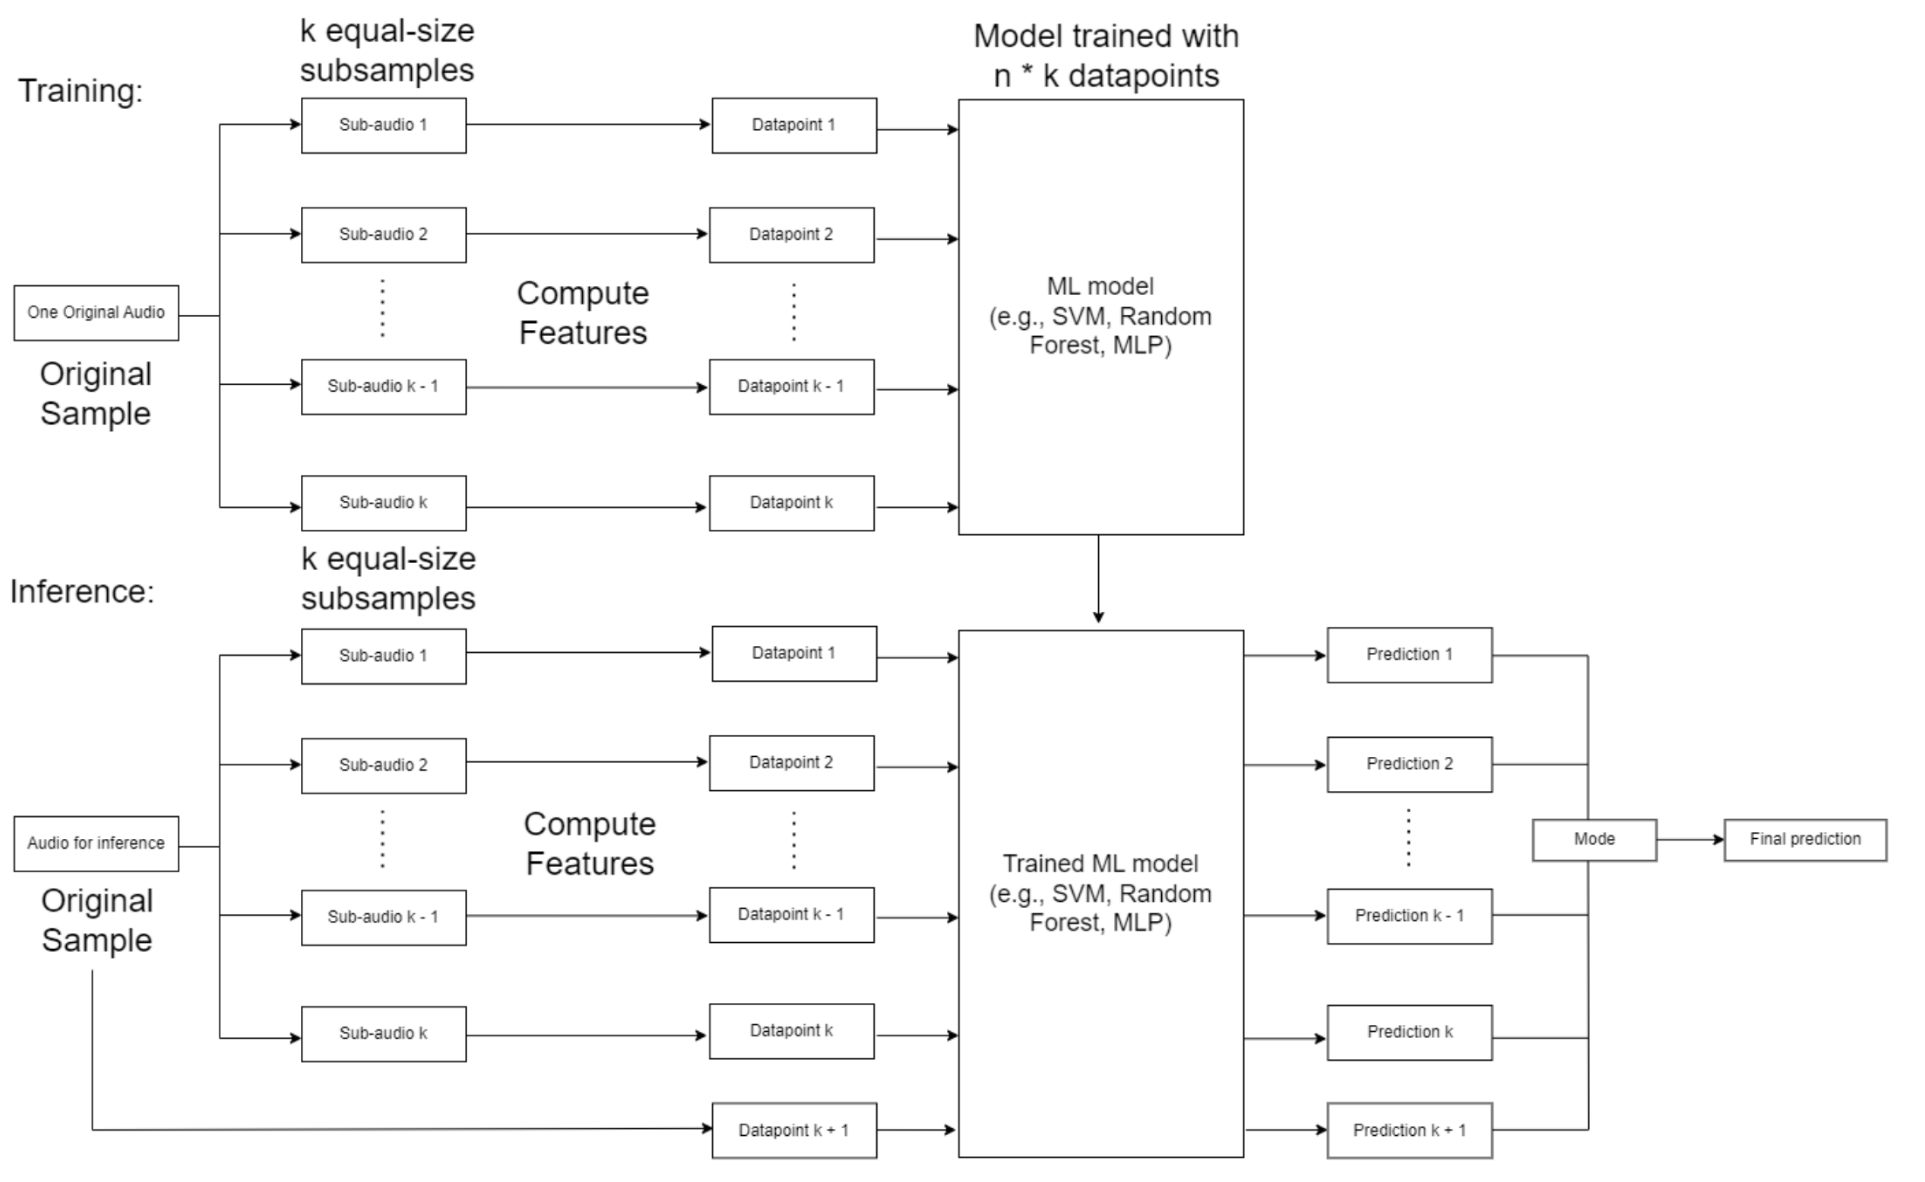 k equal-size
subsamples
Model trained with
n * k datapoints
Training:
Sub-audio 1
Datapoint 1
Sub-audio 2
Datapoint 2
One Original Audio
Compute
Features
ML model
(e.g., SVM, Random
Forest, MLP)
Original
Sample
Sub-audio k - 1
Datapoint k - 1
Sub-audio k
Datapoint k
k equal-size
subsamples
Inference:
Sub-audio 1
Datapoint 1
Prediction 1
Sub-audio 2
Datapoint 2
Prediction 2
Audio for inference
Compute
Features
Trained ML model
(e.g., SVM, Random
Forest, MLP)
Mode
Final prediction
Original
Sample
Sub-audio k - 1
Datapoint k - 1
Prediction k - 1
Sub-audio k
Datapoint k
Prediction k
Datapoint k + 1
Prediction k + 1